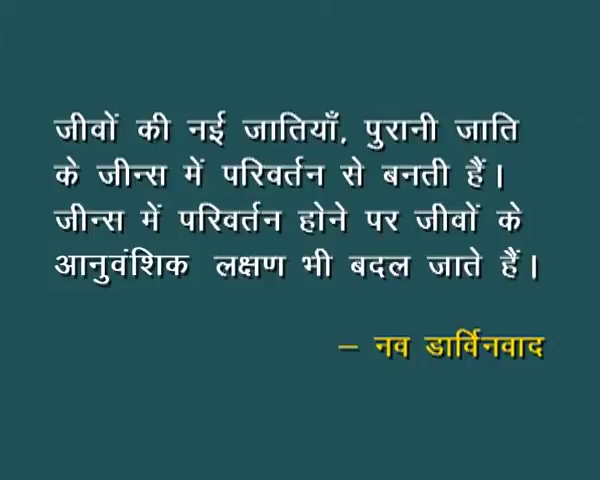 जीवों की नई जातियाँ, पुरानी जाति
के जीन्स में परिवर्तन से बनती हैं।
जीन्स में परिवर्तन होने पर जीवों के
आनुवंशिक लक्षण भी बदल जाते हैं।
– नव डार्विनवाद